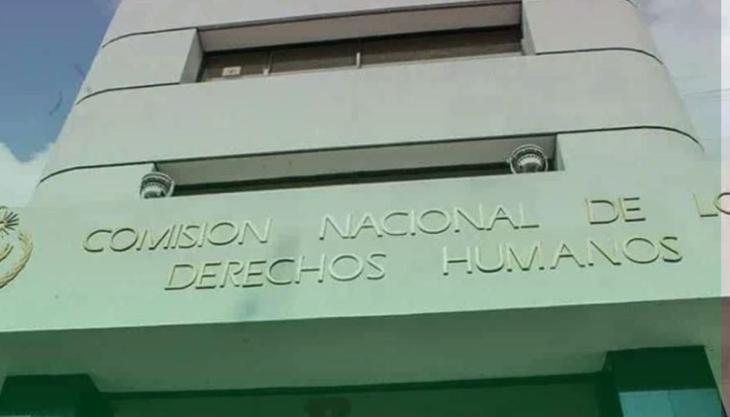 COMISION NACIONAL DE LO
DERECHOS HUMANOS